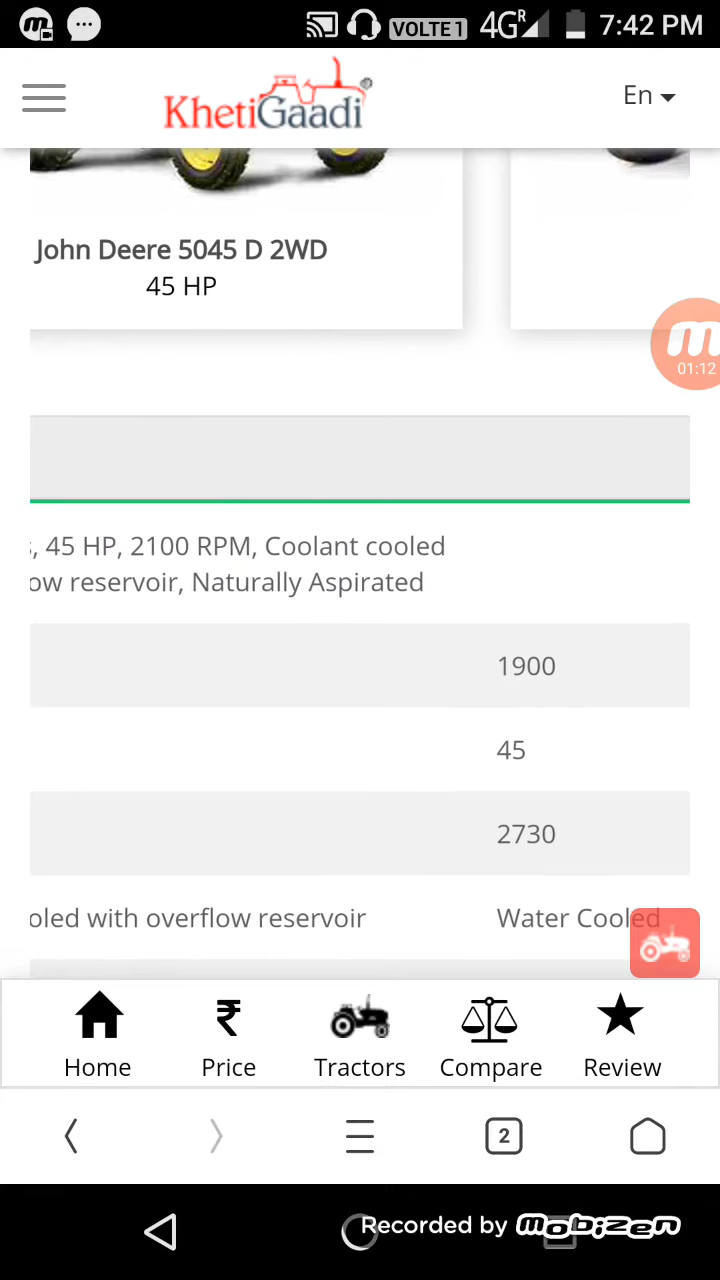 VOLTE 1 4G R 7:42 PM
KhetiGaadi
En
John Deere 5045 D 2WD
45 HP
01:12
, 45 HP, 2100 RPM, Coolant cooled
ow reservoir, Naturally Aspirated
1900
45
2730
oled with overflow reservoir
Water Cooled
Home Price Tractors Compare Review
2
Recorded by mobizen